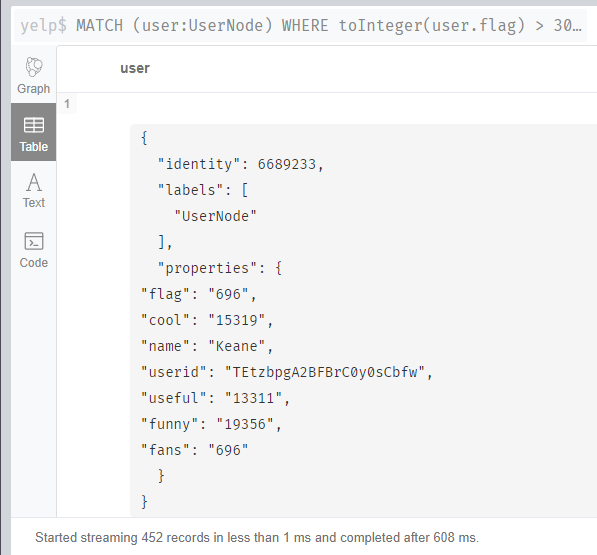 yelp$ MATCH (user:UserNode) WHERE toInteger(user.flag) > 30…
Graph
user
1
Table
{
"identity": 6689233,
"labels": [
"UserNode"
],
"properties": {
"flag": "696",
"cool": "15319",
"name": "Keane",
"userid": "TEtzbpgA2BFBrC0y0sCbfw",
"useful": "13311",
"funny": "19356",
"fans": "696"
}
}
Text
Code
Started streaming 452 records in less than 1 ms and completed after 608 ms.